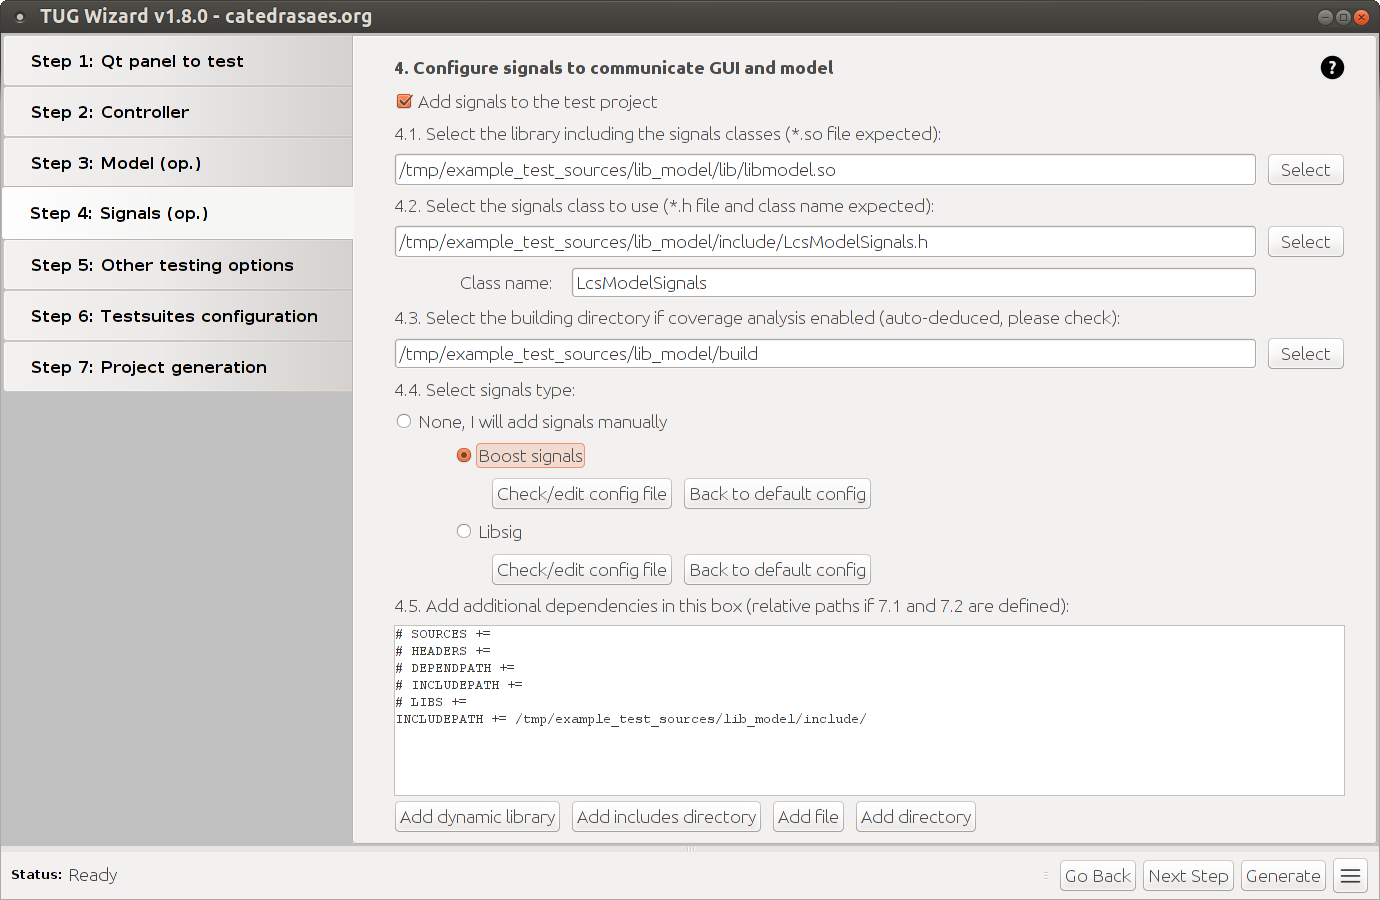 TUG Wizard v1.8.0 - catedrasaes.org
Step 1: Qt panel to test
Step 2: Controller
Step 3: Model (op.)
Step 4: Signals (op.)
Step 5: Other testing options
Step 6: Testsuites configuration
Step 7: Project generation
4. Configure signals to communicate GUI and model
?
Add signals to the test project
4.1. Select the library including the signals classes (*.so file expected):
/tmp/example_test_sources/lib_model/lib/libmodel.so
Select
4.2. Select the signals class to use (*.h file and class name expected):
/tmp/example_test_sources/lib_model/include/LcsModelSignals.h
Select
Class name: LcsModelSignals
4.3. Select the building directory if coverage analysis enabled (auto-deduced, please check):
/tmp/example_test_sources/lib_model/build
Select
4.4. Select signals type:
None, I will add signals manually
Boost signals
Check/edit config file Back to default config
Libsig
Check/edit config file Back to default config
4.5. Add additional dependencies in this box (relative paths if 7.1 and 7.2 are defined):
# SOURCES +=
# HEADERS +=
# DEPENDPATH +=
# INCLUDEPATH +=
# LIBS +=
INCLUDEPATH += /tmp/example_test_sources/lib_model/include/
Add dynamic library Add includes directory Add file Add directory
Status: Ready
Go Back Next Step Generate